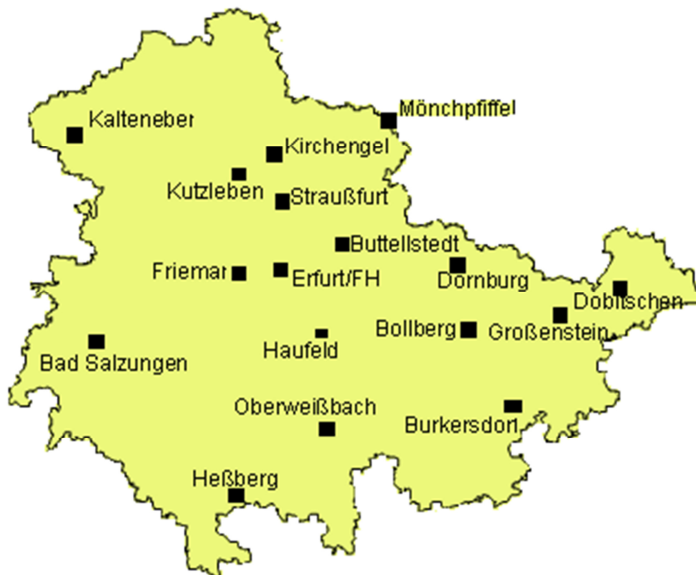 Mönchpfiffel
Kalteneber
Kirchengel
Kutzleben
Straußfurt
Buttelstedt
Friemar
Erfurt/FH
Dornburg
Dobitschen
Großenstein
Bollberg
Haufeld
Bad Salzungen
Oberweißbach
Burkersdorf
Heßberg